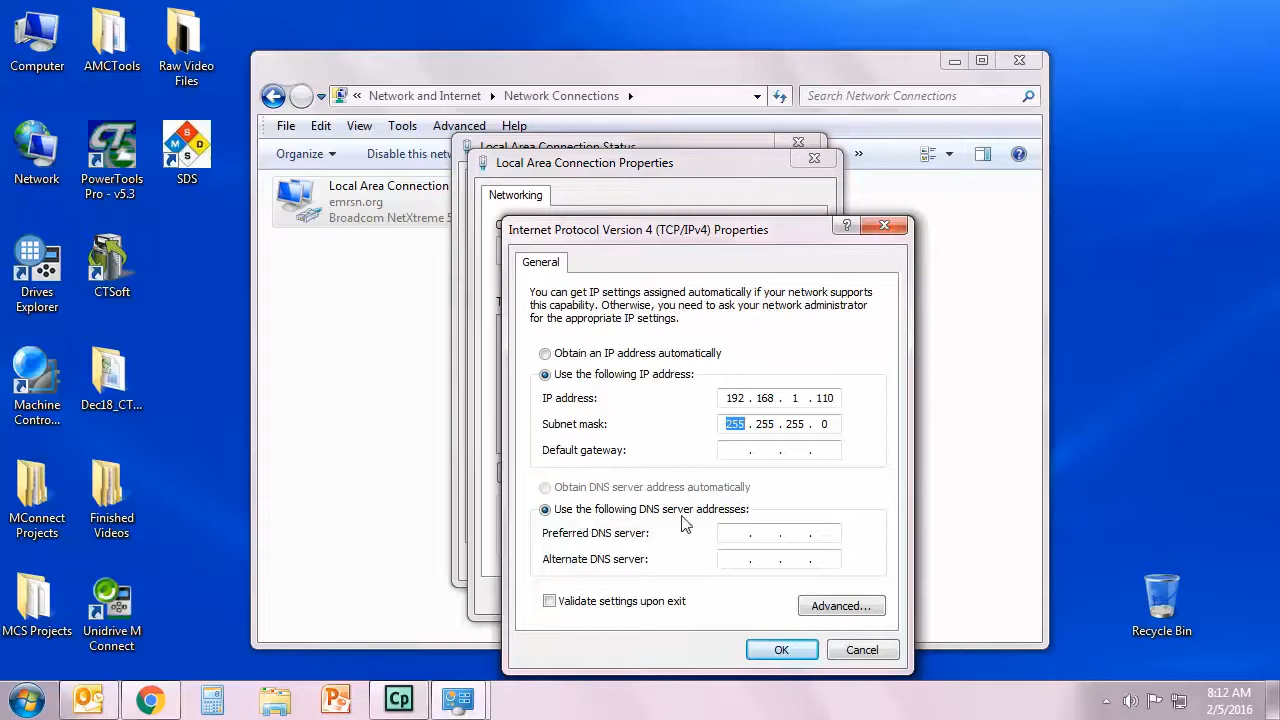 Computer
AMCTools
Raw Video
Files
Network
CT
PowerTools
Pro - v5.3
M S D
SDS
Drives
Explorer
CTSoft
Machine
Contro...
Dec18_CT...
MConnect
Projects
Finished
Videos
MCS Projects
Unidrive M
Connect
Recycle Bin
« Network and Internet Network Connections
Search Network Connections
File Edit View Tools Advanced Help
Organize Disable this net »
Local Area Connection
emrsn.org
Broadcom NetXtreme 5
Local Area Connection Status
Local Area Connection Properties
Networking
Internet Protocol Version 4 (TCP/IPv4) Properties
General
You can get IP settings assigned automatically if your network supports
this capability. Otherwise, you need to ask your network administrator
for the appropriate IP settings.
Obtain an IP address automatically
Use the following IP address:
IP address: 192 . 168 . 1 . 110
Subnet mask: 255 . 255 . 255 . 0
Default gateway: . . .
Obtain DNS server address automatically
Use the following DNS server addresses:
Preferred DNS server: . . .
Alternate DNS server: . . .
Validate settings upon exit
Advanced...
OK Cancel
Cp
8:12 AM
2/5/2016